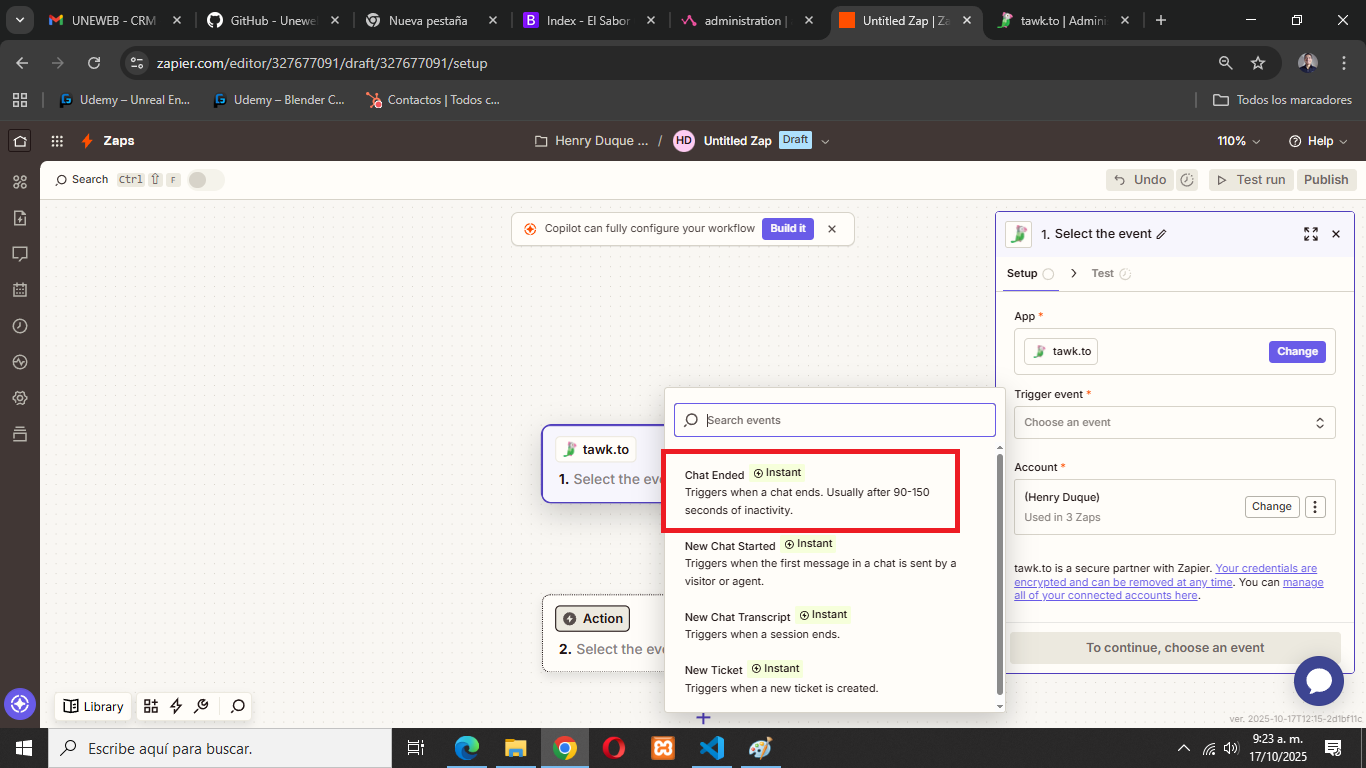 UNEWEB - CRM
GitHub - Unewe
Nueva pestaña
Index - El Sabor
administration |
Untitled Zap | Za
tawk.to | Admini
zapier.com/editor/327677091/draft/327677091/setup
Udemy – Unreal En...
Udemy – Blender C...
Contactos | Todos c...
Todos los marcadores
Zaps
Henry Duque ... / HD Untitled Zap Draft
110%
Help
Search Ctrl ⇧ F
Undo
Test run
Publish
Copilot can fully configure your workflow Build it
1. Select the event
Setup
Test
App *
tawk.to
Change
Trigger event *
Choose an event
Account *
(Henry Duque)
Used in 3 Zaps
Change
tawk.to is a secure partner with Zapier. Your credentials are
encrypted and can be removed at any time. You can manage
all of your connected accounts here.
To continue, choose an event
tawk.to
1. Select the eve
Action
2. Select the eve
Search events
Chat Ended Instant
Triggers when a chat ends. Usually after 90-150
seconds of inactivity.
New Chat Started Instant
Triggers when the first message in a chat is sent by a
visitor or agent.
New Chat Transcript Instant
Triggers when a session ends.
New Ticket Instant
Triggers when a new ticket is created.
Library
ver. 2025-10-17T12:15-2d1bf11c
Escribe aquí para buscar.
9:23 a. m.
17/10/2025